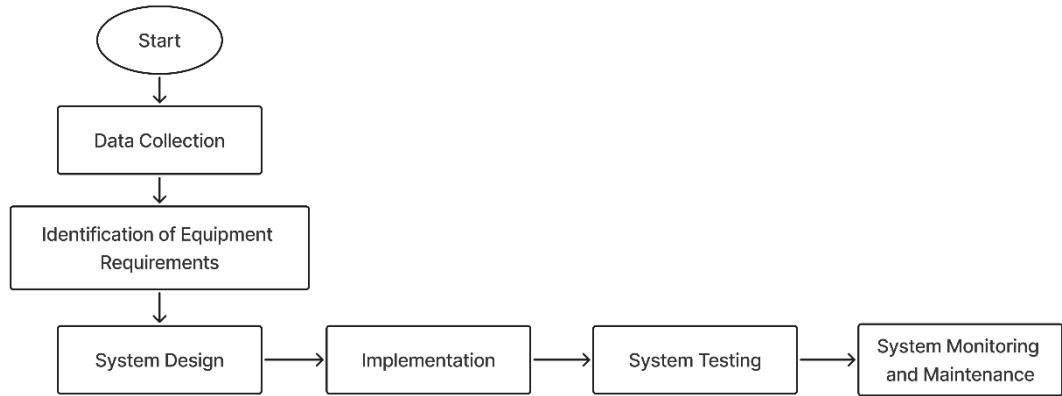 Start
Data Collection
Identification of Equipment
Requirements
System Design
Implementation
System Testing
System Monitoring
and Maintenance